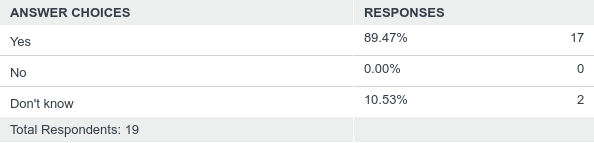 ANSWER CHOICES RESPONSES
Yes 89.47% 17
No 0.00% 0
Don't know 10.53% 2
Total Respondents: 19